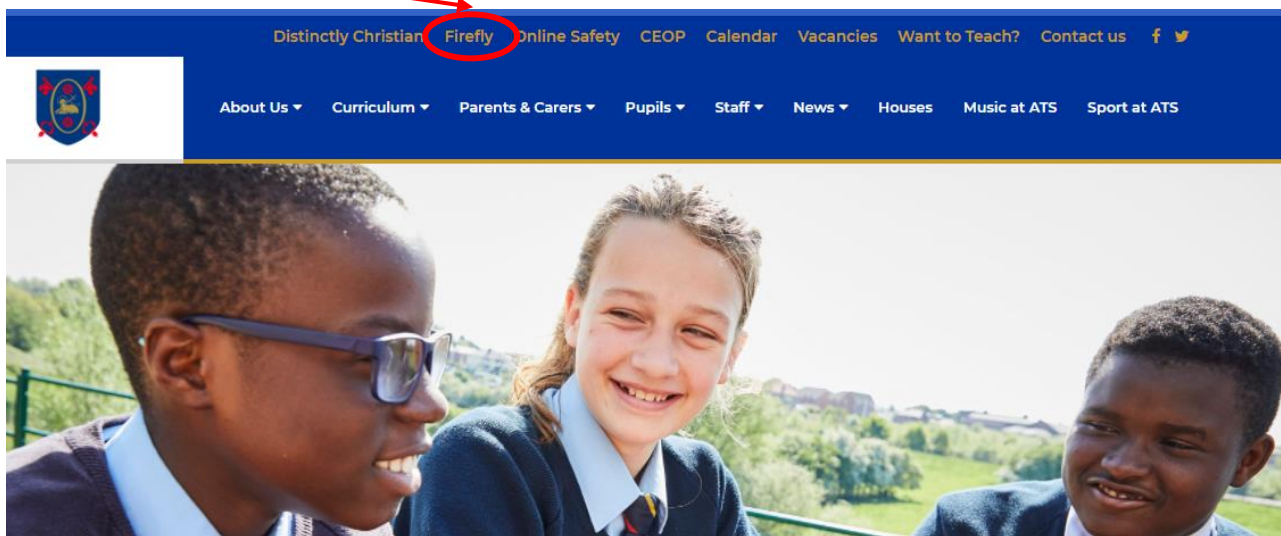 Distinctly Christian Firefly Online Safety CEOP Calendar Vacancies Want to Teach? Contact us
About Us Curriculum Parents & Carers Pupils Staff News Houses Music at ATS Sport at ATS